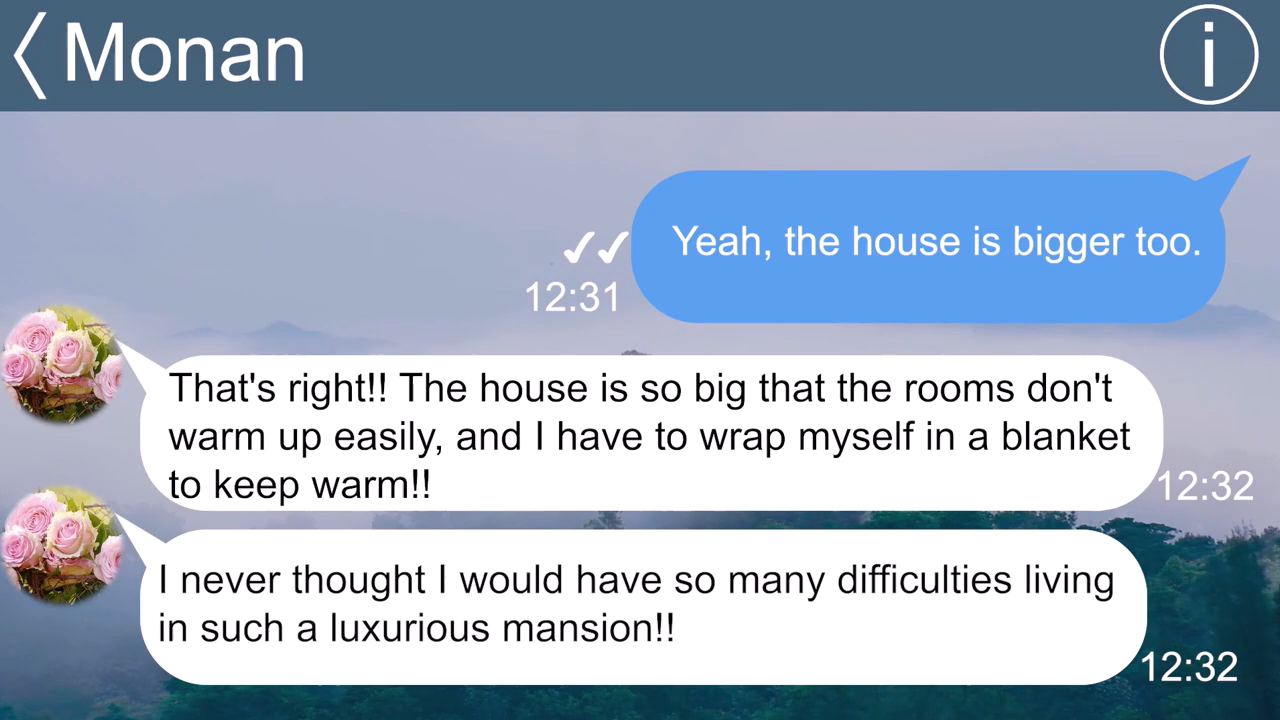 Monan
i
Yeah, the house is bigger too.
12:31
That's right!! The house is so big that the rooms don't
warm up easily, and I have to wrap myself in a blanket
to keep warm!!
12:32
I never thought I would have so many difficulties living
in such a luxurious mansion!!
12:32